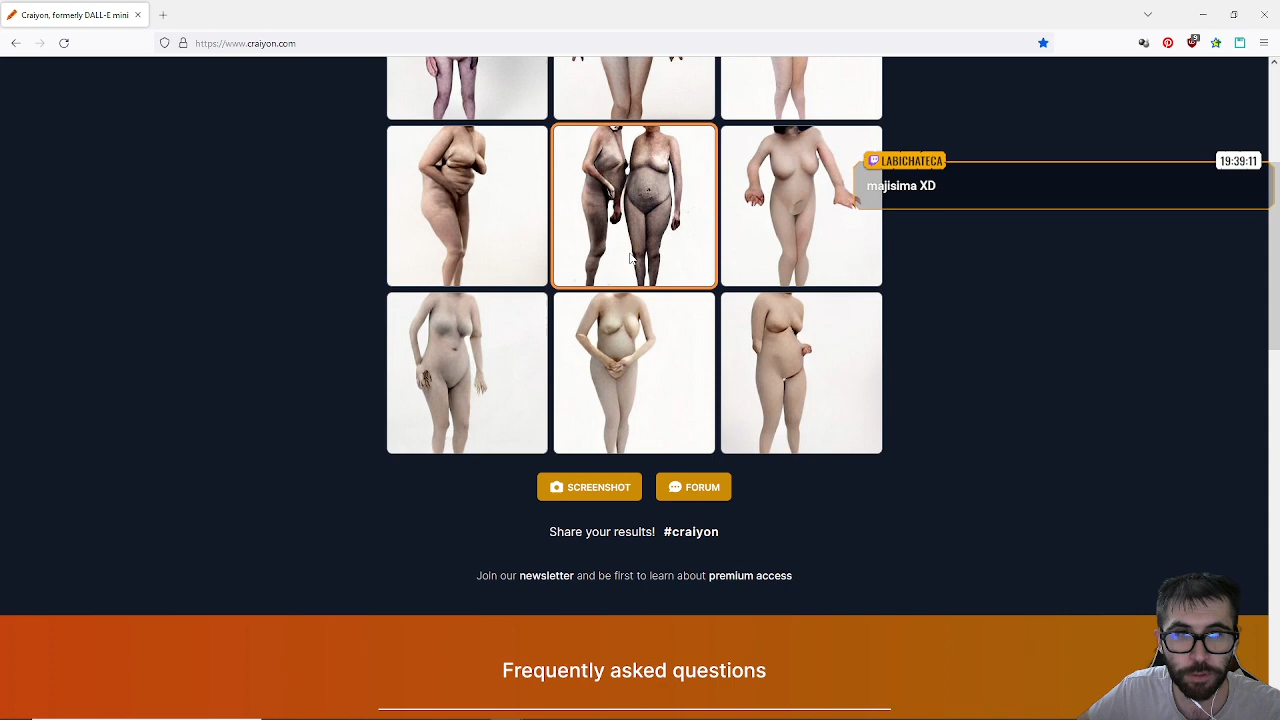 Craiyon, formerly DALL-E mini
https://www.craiyon.com
LABICHATECA
19:39:11
majisima XD
SCREENSHOT
FORUM
Share your results! #craiyon
Join our newsletter and be first to learn about premium access
Frequently asked questions